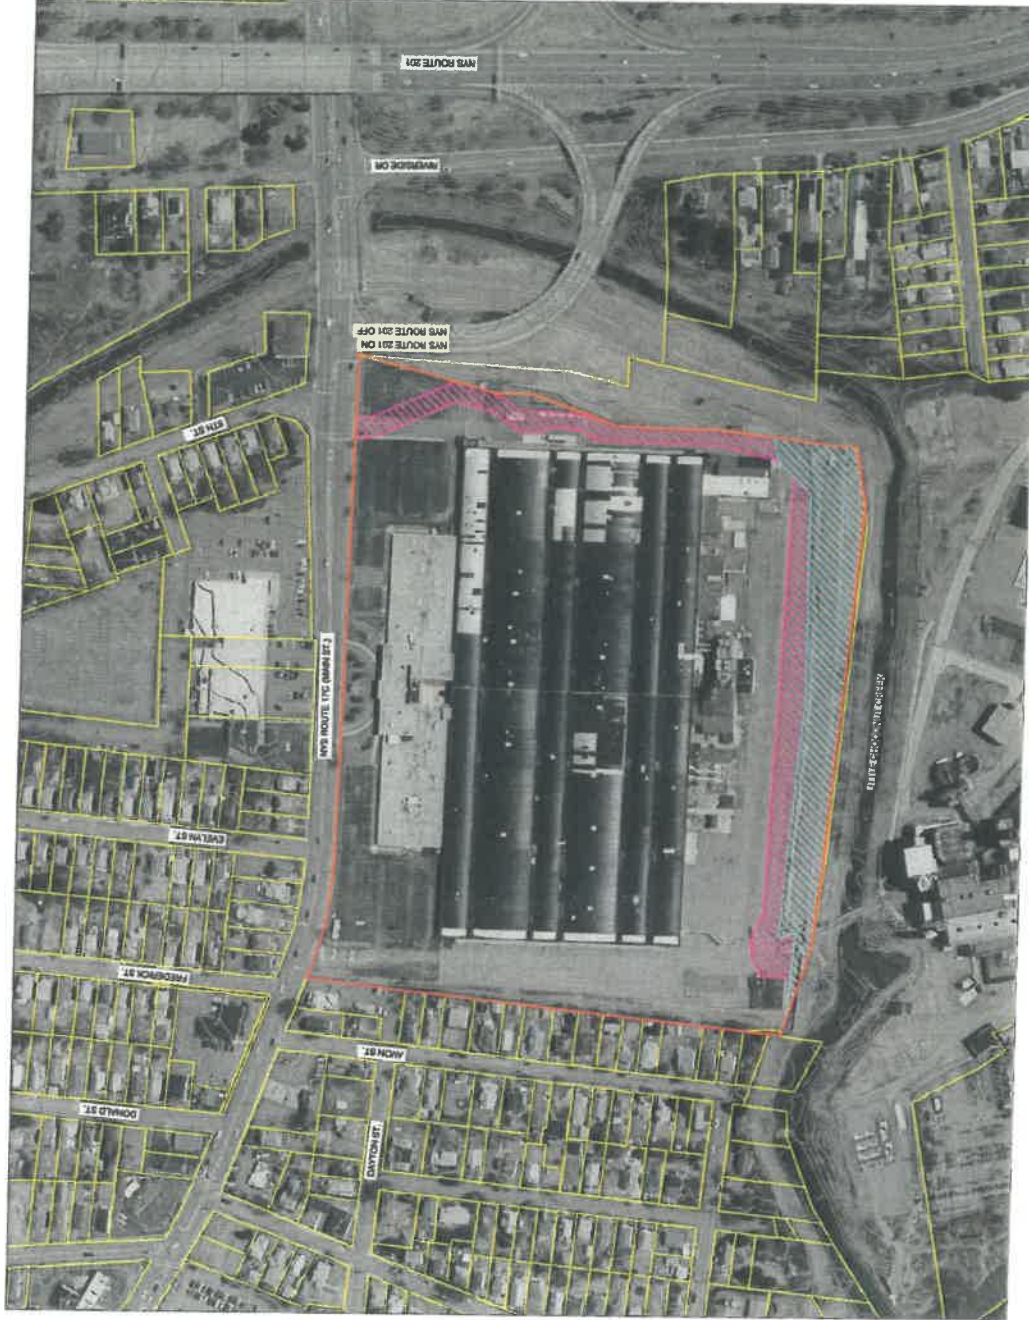 NYS ROUTE 201
RIVERSIDE DR
NYS ROUTE 201 ON
NYS ROUTE 201 OFF
5TH ST.
NYS ROUTE 17C (MAIN ST.)
EVELYN ST.
FREDERICK ST.
AVON ST.
DONALD ST.
DAYTON ST.